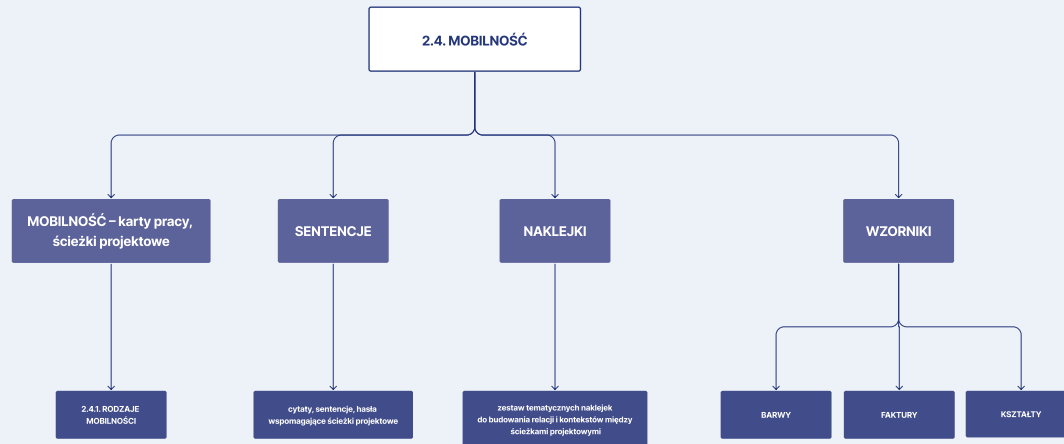 2.4. MOBILNOŚĆ
MOBILNOŚĆ – karty pracy,
ścieżki projektowe
SENTENCJE
NAKLEJKI
WZORNIKI
2.4.1. RODZAJE
MOBILNOŚCI
cytaty, sentencje, hasła
wspomagające ścieżki projektowe
zestaw tematycznych naklejek
do budowania relacji i kontekstów między
ścieżkami projektowymi
BARWY
FAKTURY
KSZTAŁTY